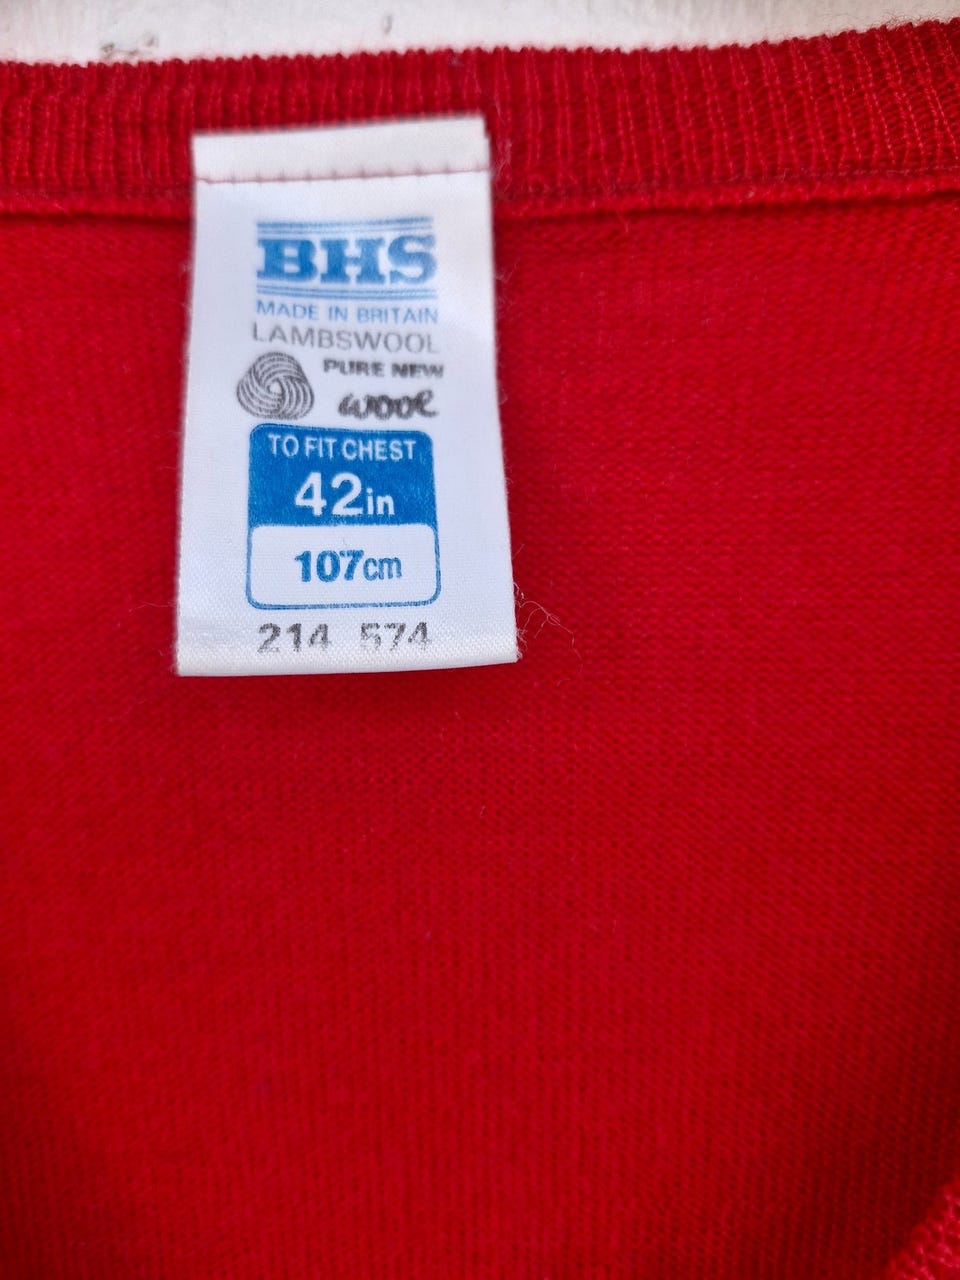 BHS
MADE IN BRITAIN
LAMBSWOOL
PURE NEW
wool
TO FIT CHEST
42in
107cm
214 574